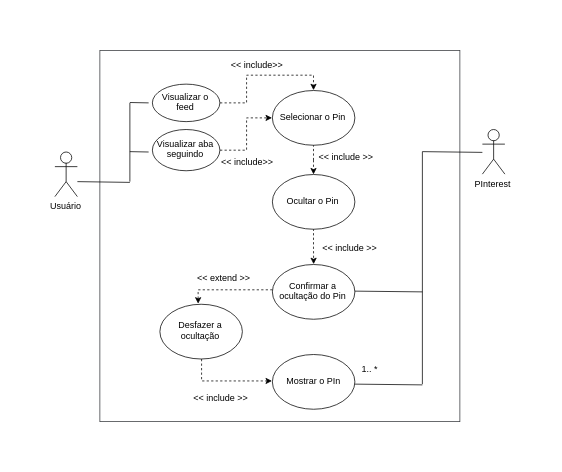 << include>>
Visualizar o
feed
Selecionar o Pin
Visualizar aba
seguindo
<< include>>
<< include >>
Usuário
PInterest
Ocultar o Pin
<< include >>
<< extend >>
Confirmar a
ocultação do Pin
Desfazer a
ocultação
1.. *
Mostrar o PIn
<< include >>